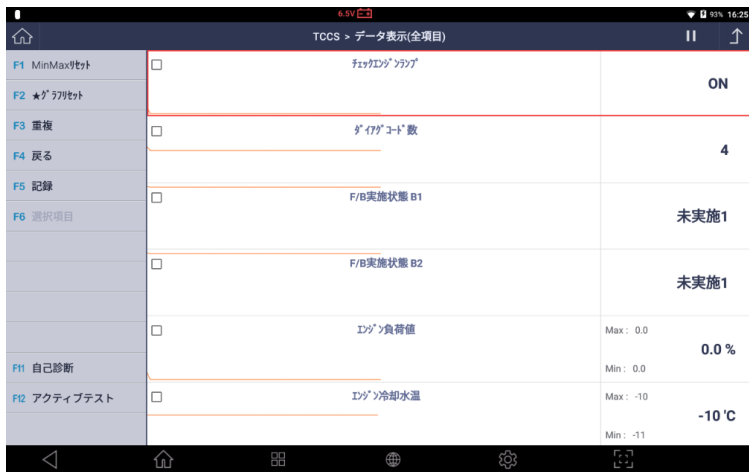 6.5V
93% 16:25
TCCS > データ表示(全項目)
F1 MinMaxﾘｾｯﾄ
F2 ★ｸﾞﾗﾌﾘｾｯﾄ
F3 重複
F4 戻る
F5 記録
F6 選択項目
F11 自己診断
F12 アクティブテスト
ﾁｪｯｸｴﾝｼﾞﾝﾗﾝﾌﾟ
ON
ﾀﾞｲｱｸﾞｺｰﾄﾞ数
4
F/B実施状態 B1
未実施1
F/B実施状態 B2
未実施1
ｴﾝｼﾞﾝ負荷値
Max : 0.0
0.0 %
Min : 0.0
ｴﾝｼﾞﾝ冷却水温
Max : -10
-10 'C
Min : -11